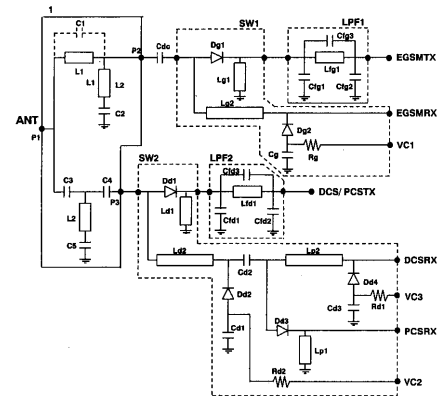 1
C1
SW1
LPF1
P2
Cdc
Dg1
Cfg3
L1
L1
L2
Lg1
Lfg1
EGSMTX
Cfg1
Cfg2
C2
Lg2
EGSMRX
ANT
P1
Dg2
Cg
Rg
VC1
SW2
LPF2
C3
C4
P3
Dd1
Cfd3
Ld1
Lfd1
DCS/ PCSTX
L2
Cfd1
Cfd2
C5
Ld2
Cd2
Lp2
DCSRX
Dd2
Dd4
Cd3
Rd1
VC3
Cd1
Dd3
PCSRX
Lp1
Rd2
VC2